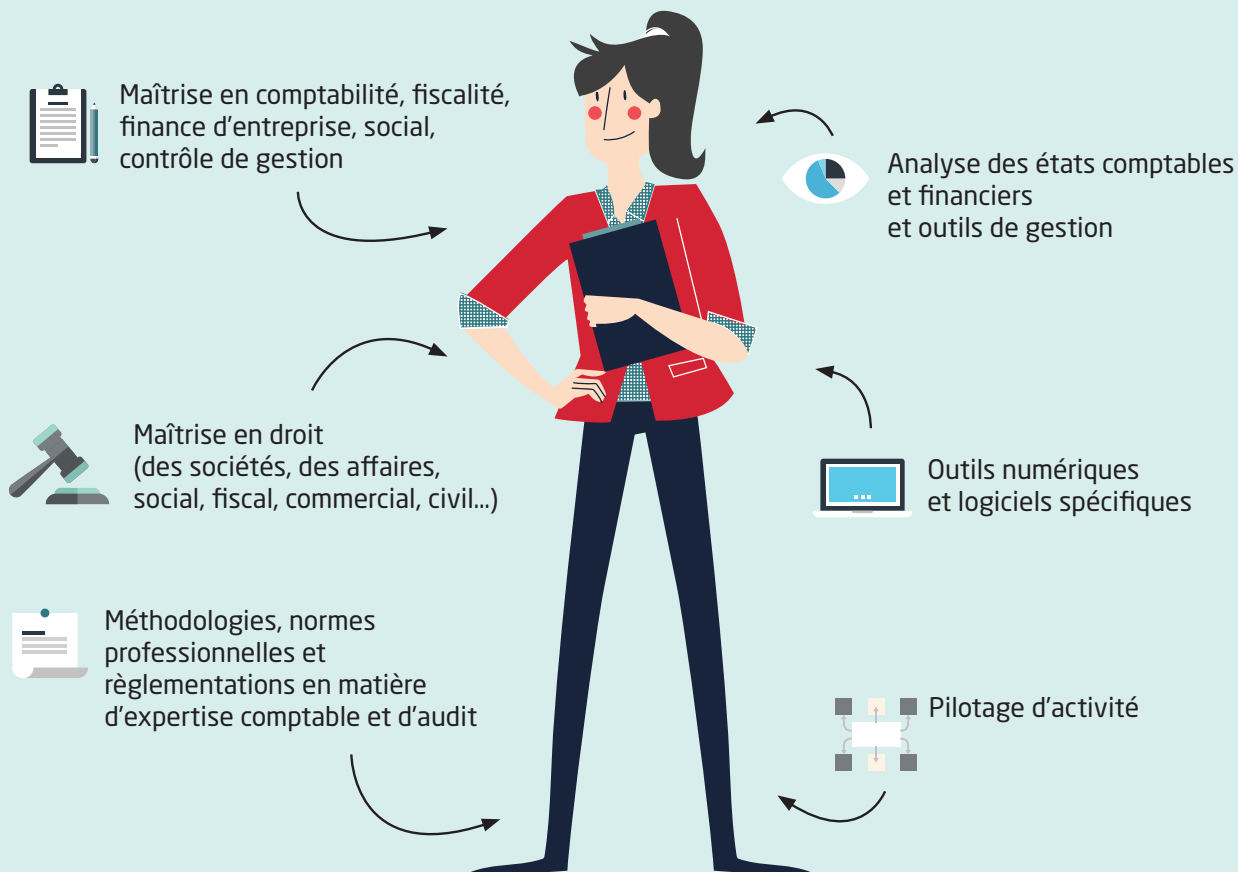 Maîtrise en comptabilité, fiscalité,
finance d'entreprise, social,
contrôle de gestion
Analyse des états comptables
et financiers
et outils de gestion
Maîtrise en droit
(des sociétés, des affaires,
social, fiscal, commercial, civil...)
Outils numériques
et logiciels spécifiques
Méthodologies, normes
professionnelles et
règlementations en matière
d'expertise comptable et d'audit
Pilotage d'activité